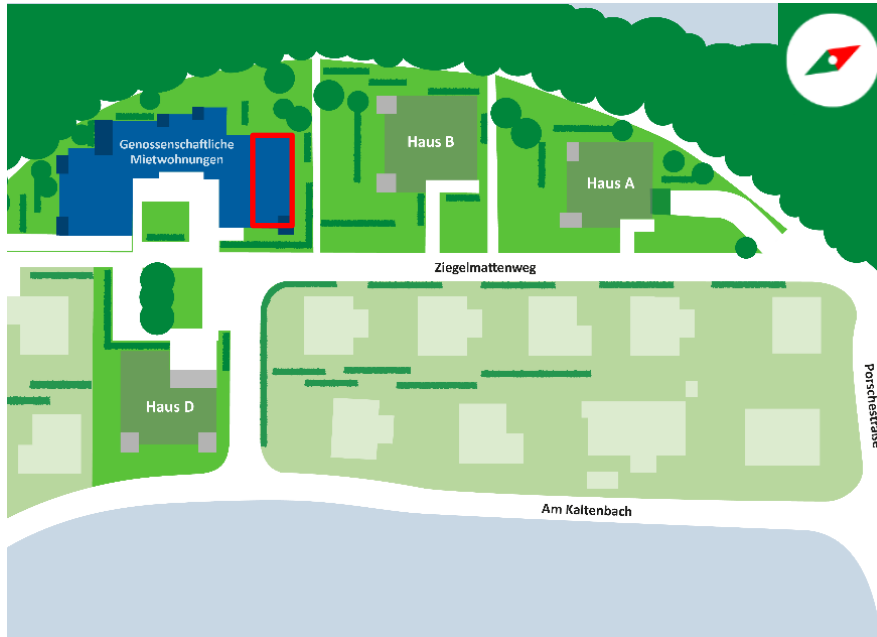 Genossenschaftliche
Mietwohnungen
Haus B
Haus A
Ziegelmattenweg
Porschestraße
Haus D
Am Kaltenbach